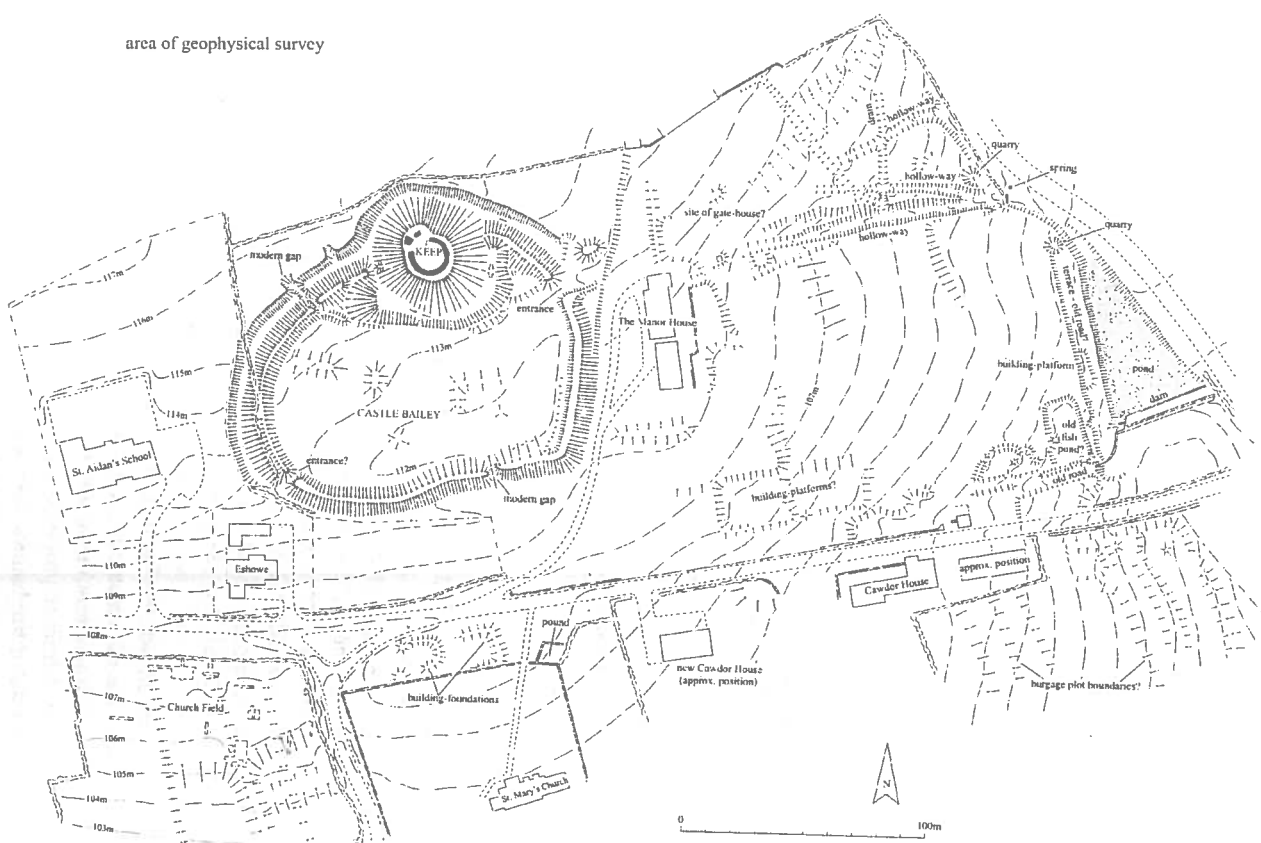 area of geophysical survey
hollow-way
quarry
spring
hollow-way
site of gate-house?
hollow-way
quarry
modern gap
KEEP
117m
116m
entrance
The Manor House
terrace - old road?
113m
building-platform
pond
115m
107m
dam
114m
CASTLE BAILEY
old
fish
pond?
St. Aidan's School
entrance?
112m
modern gap
building-platforms?
old road
110m
Eshowe
109m
Cawdor House
approx. position
108m
pound
new Cawdor House
(approx. position)
building-foundations
burgage plot boundaries?
107m
Church Field
106m
105m
St. Mary's Church
104m
103m
N
0
100m